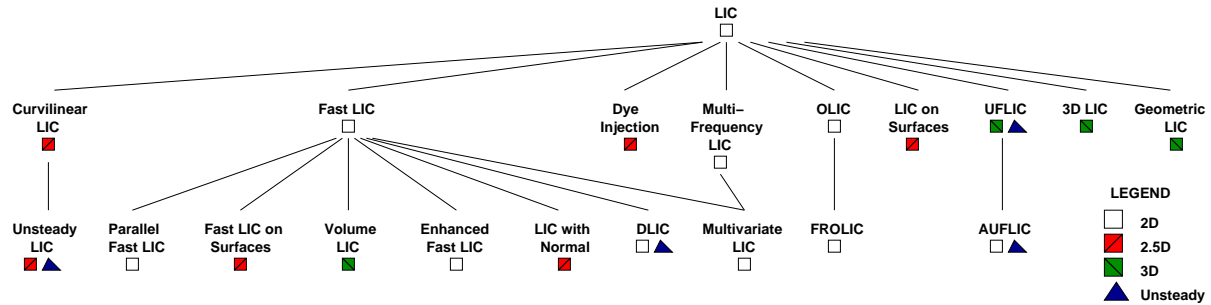 LIC
Curvilinear
LIC
Fast LIC
Dye
Injection
Multi–
Frequency
LIC
OLIC
LIC on
Surfaces
UFLIC
3D LIC
Geometric
LIC
Unsteady
LIC
Parallel
Fast LIC
Fast LIC on
Surfaces
Volume
LIC
Enhanced
Fast LIC
LIC with
Normal
DLIC
Multivariate
LIC
FROLIC
AUFLIC
LEGEND
2D
2.5D
3D
Unsteady